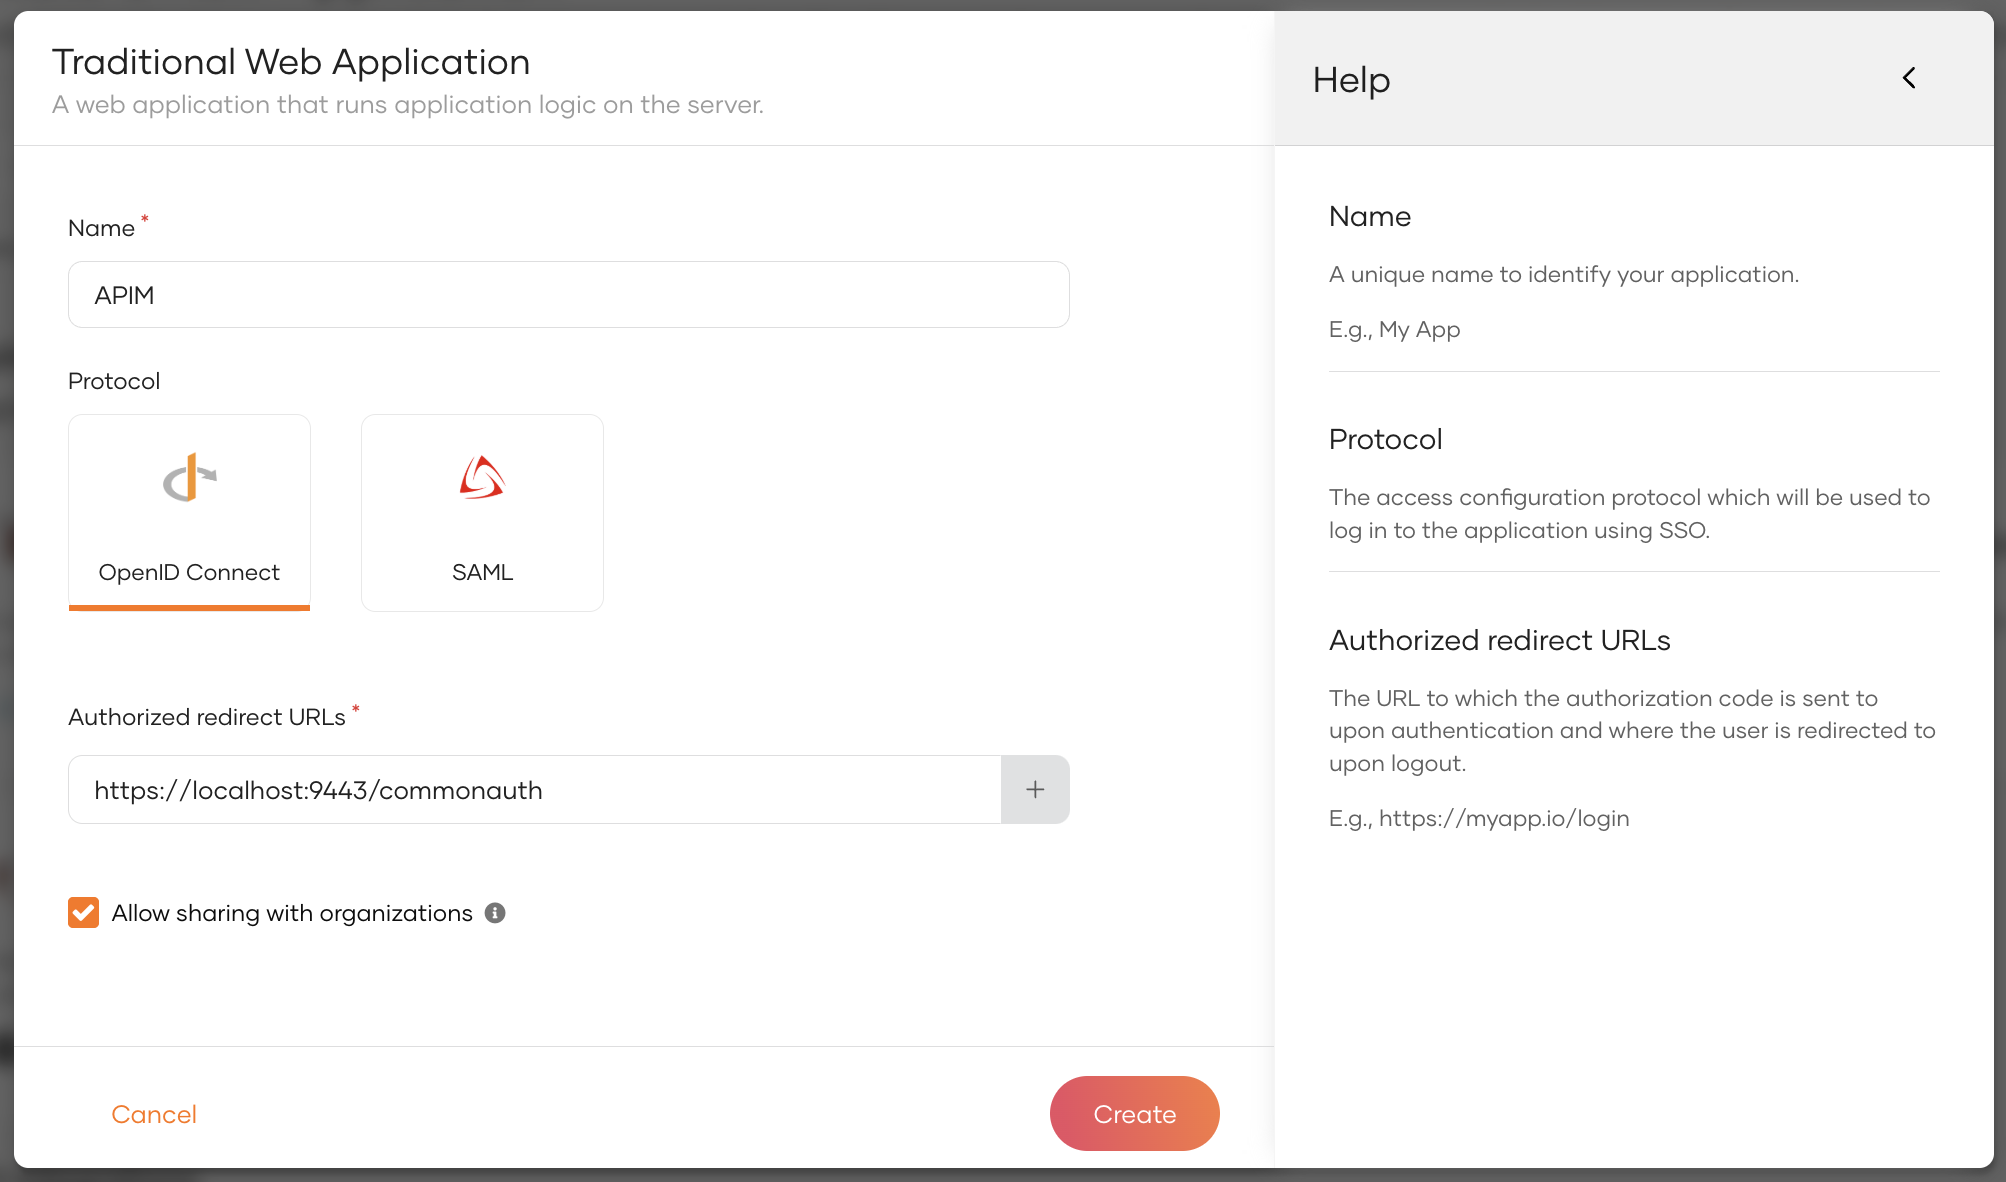 Traditional Web Application
A web application that runs application logic on the server.
Name *
APIM
Protocol
OpenID Connect
SAML
Authorized redirect URLs *
https://localhost:9443/commonauth
+
Allow sharing with organizations
Cancel
Create
Help
Name
A unique name to identify your application.
E.g., My App
Protocol
The access configuration protocol which will be used to
log in to the application using SSO.
Authorized redirect URLs
The URL to which the authorization code is sent to
upon authentication and where the user is redirected to
upon logout.
E.g., https://myapp.io/login